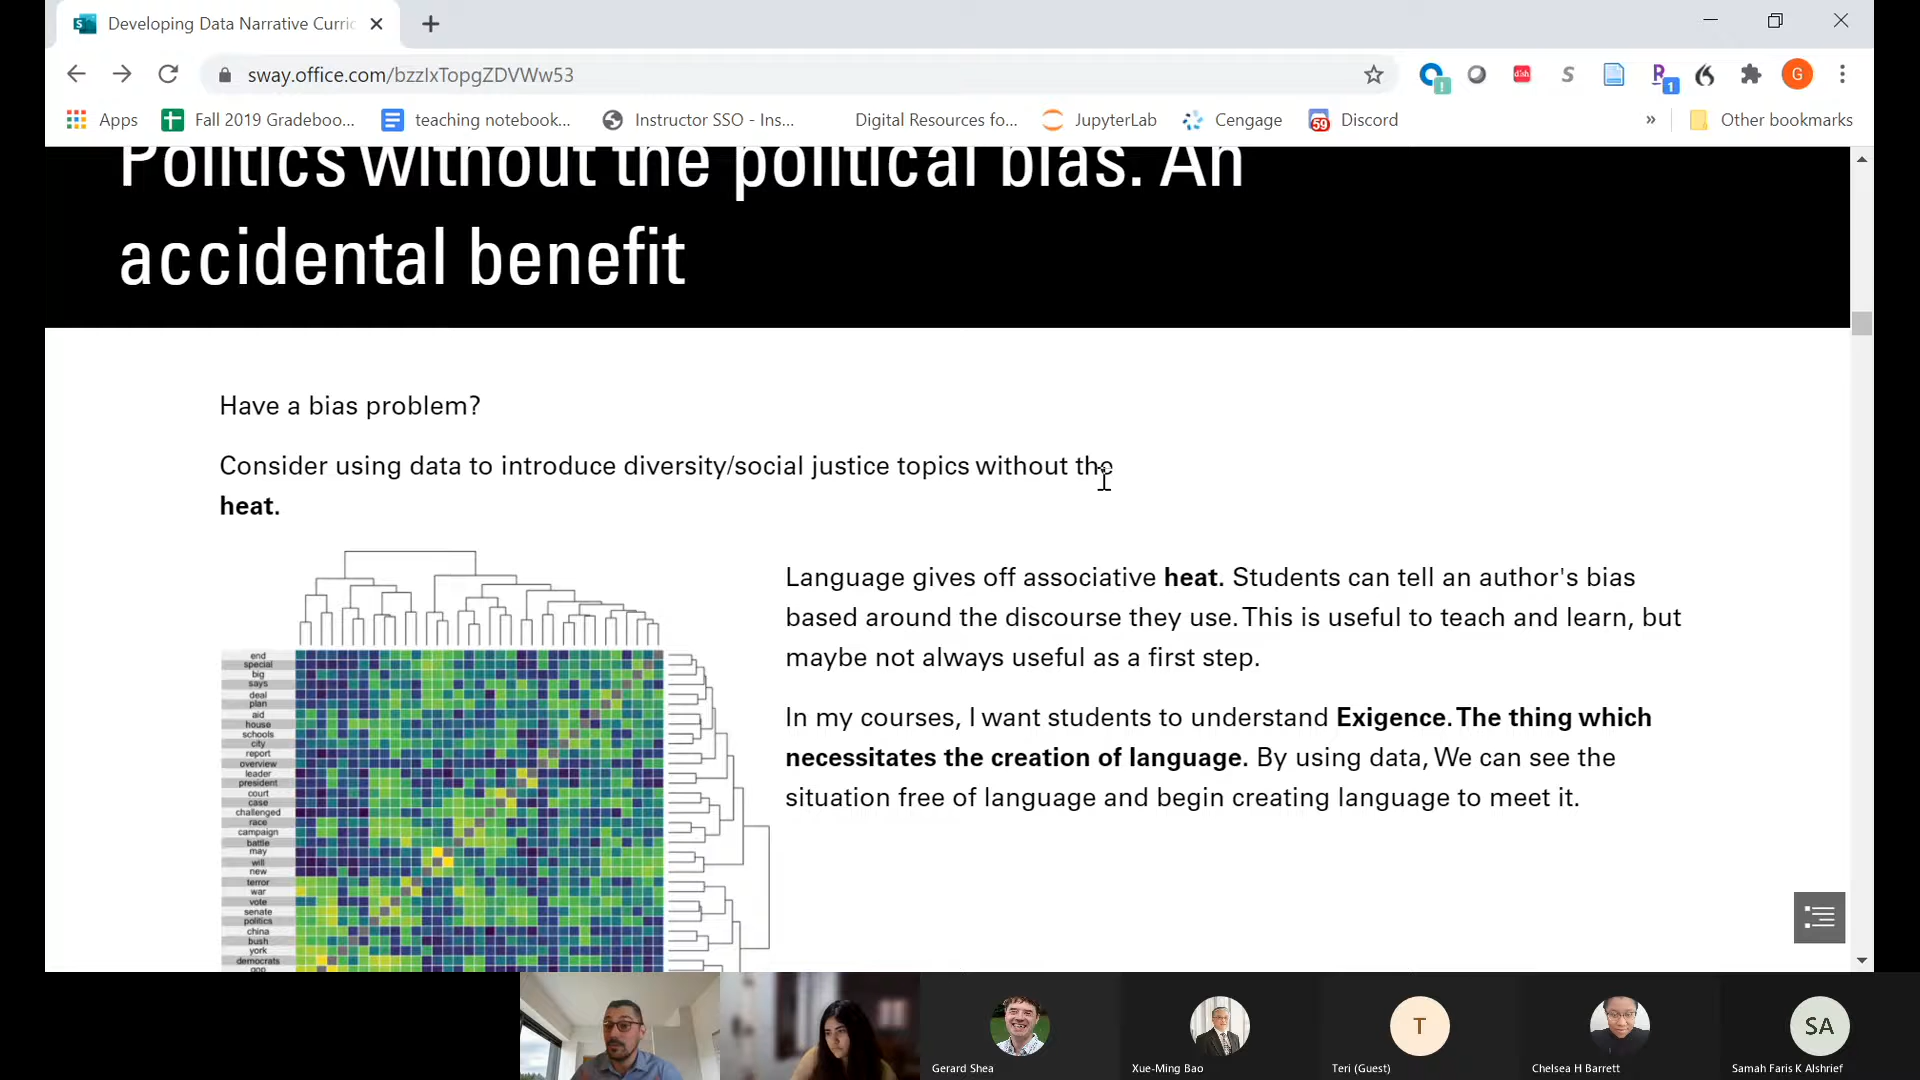 Developing Data Narrative Curric
sway.office.com/bzzIxTopgZDVWw53
G
Apps
Fall 2019 Gradeboo...
teaching notebook...
Instructor SSO - Ins...
Digital Resources fo...
JupyterLab
Cengage
59
Discord
»
Other bookmarks
Politics without the political bias. An
accidental benefit
Have a bias problem?
Consider using data to introduce diversity/social justice topics without the
heat.
Language gives off associative heat. Students can tell an author's bias
based around the discourse they use. This is useful to teach and learn, but
maybe not always useful as a first step.
In my courses, I want students to understand Exigence. The thing which
necessitates the creation of language. By using data, We can see the
situation free of language and begin creating language to meet it.
end
special
big
says
deal
plan
aid
house
schools
city
report
overview
leader
president
court
case
challenged
race
campaign
battle
may
will
new
terror
war
vote
senate
politics
china
bush
york
democrats
gop
Gerard Shea
Xue-Ming Bao
T
Teri (Guest)
Chelsea H Barrett
SA
Samah Faris K Alshrief